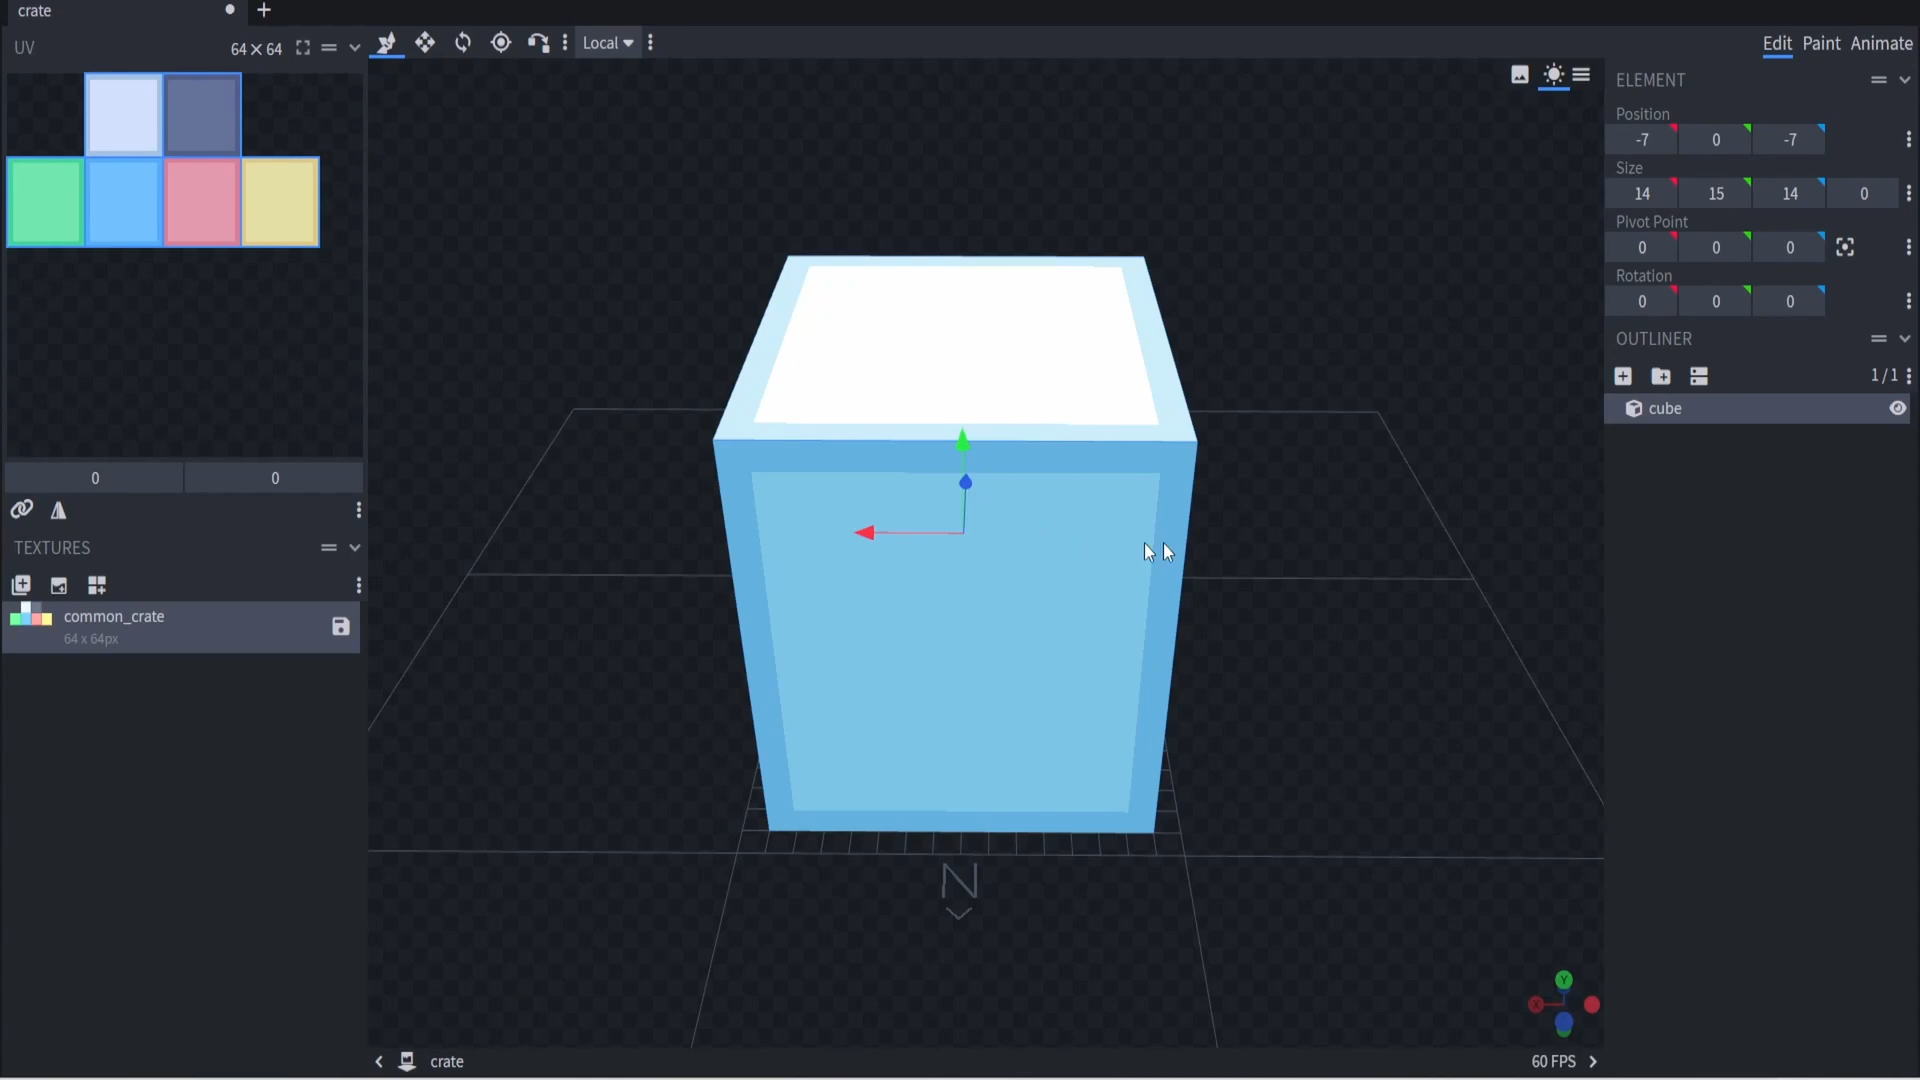 crate
UV
64 × 64
Local
Edit
Paint
Animate
ELEMENT
Position
-7
0
-7
Size
14
15
14
0
Pivot Point
0
0
0
Rotation
0
0
0
OUTLINER
1 / 1
cube
0
0
TEXTURES
common_crate
64 x 64px
N
Y
X
crate
60 FPS